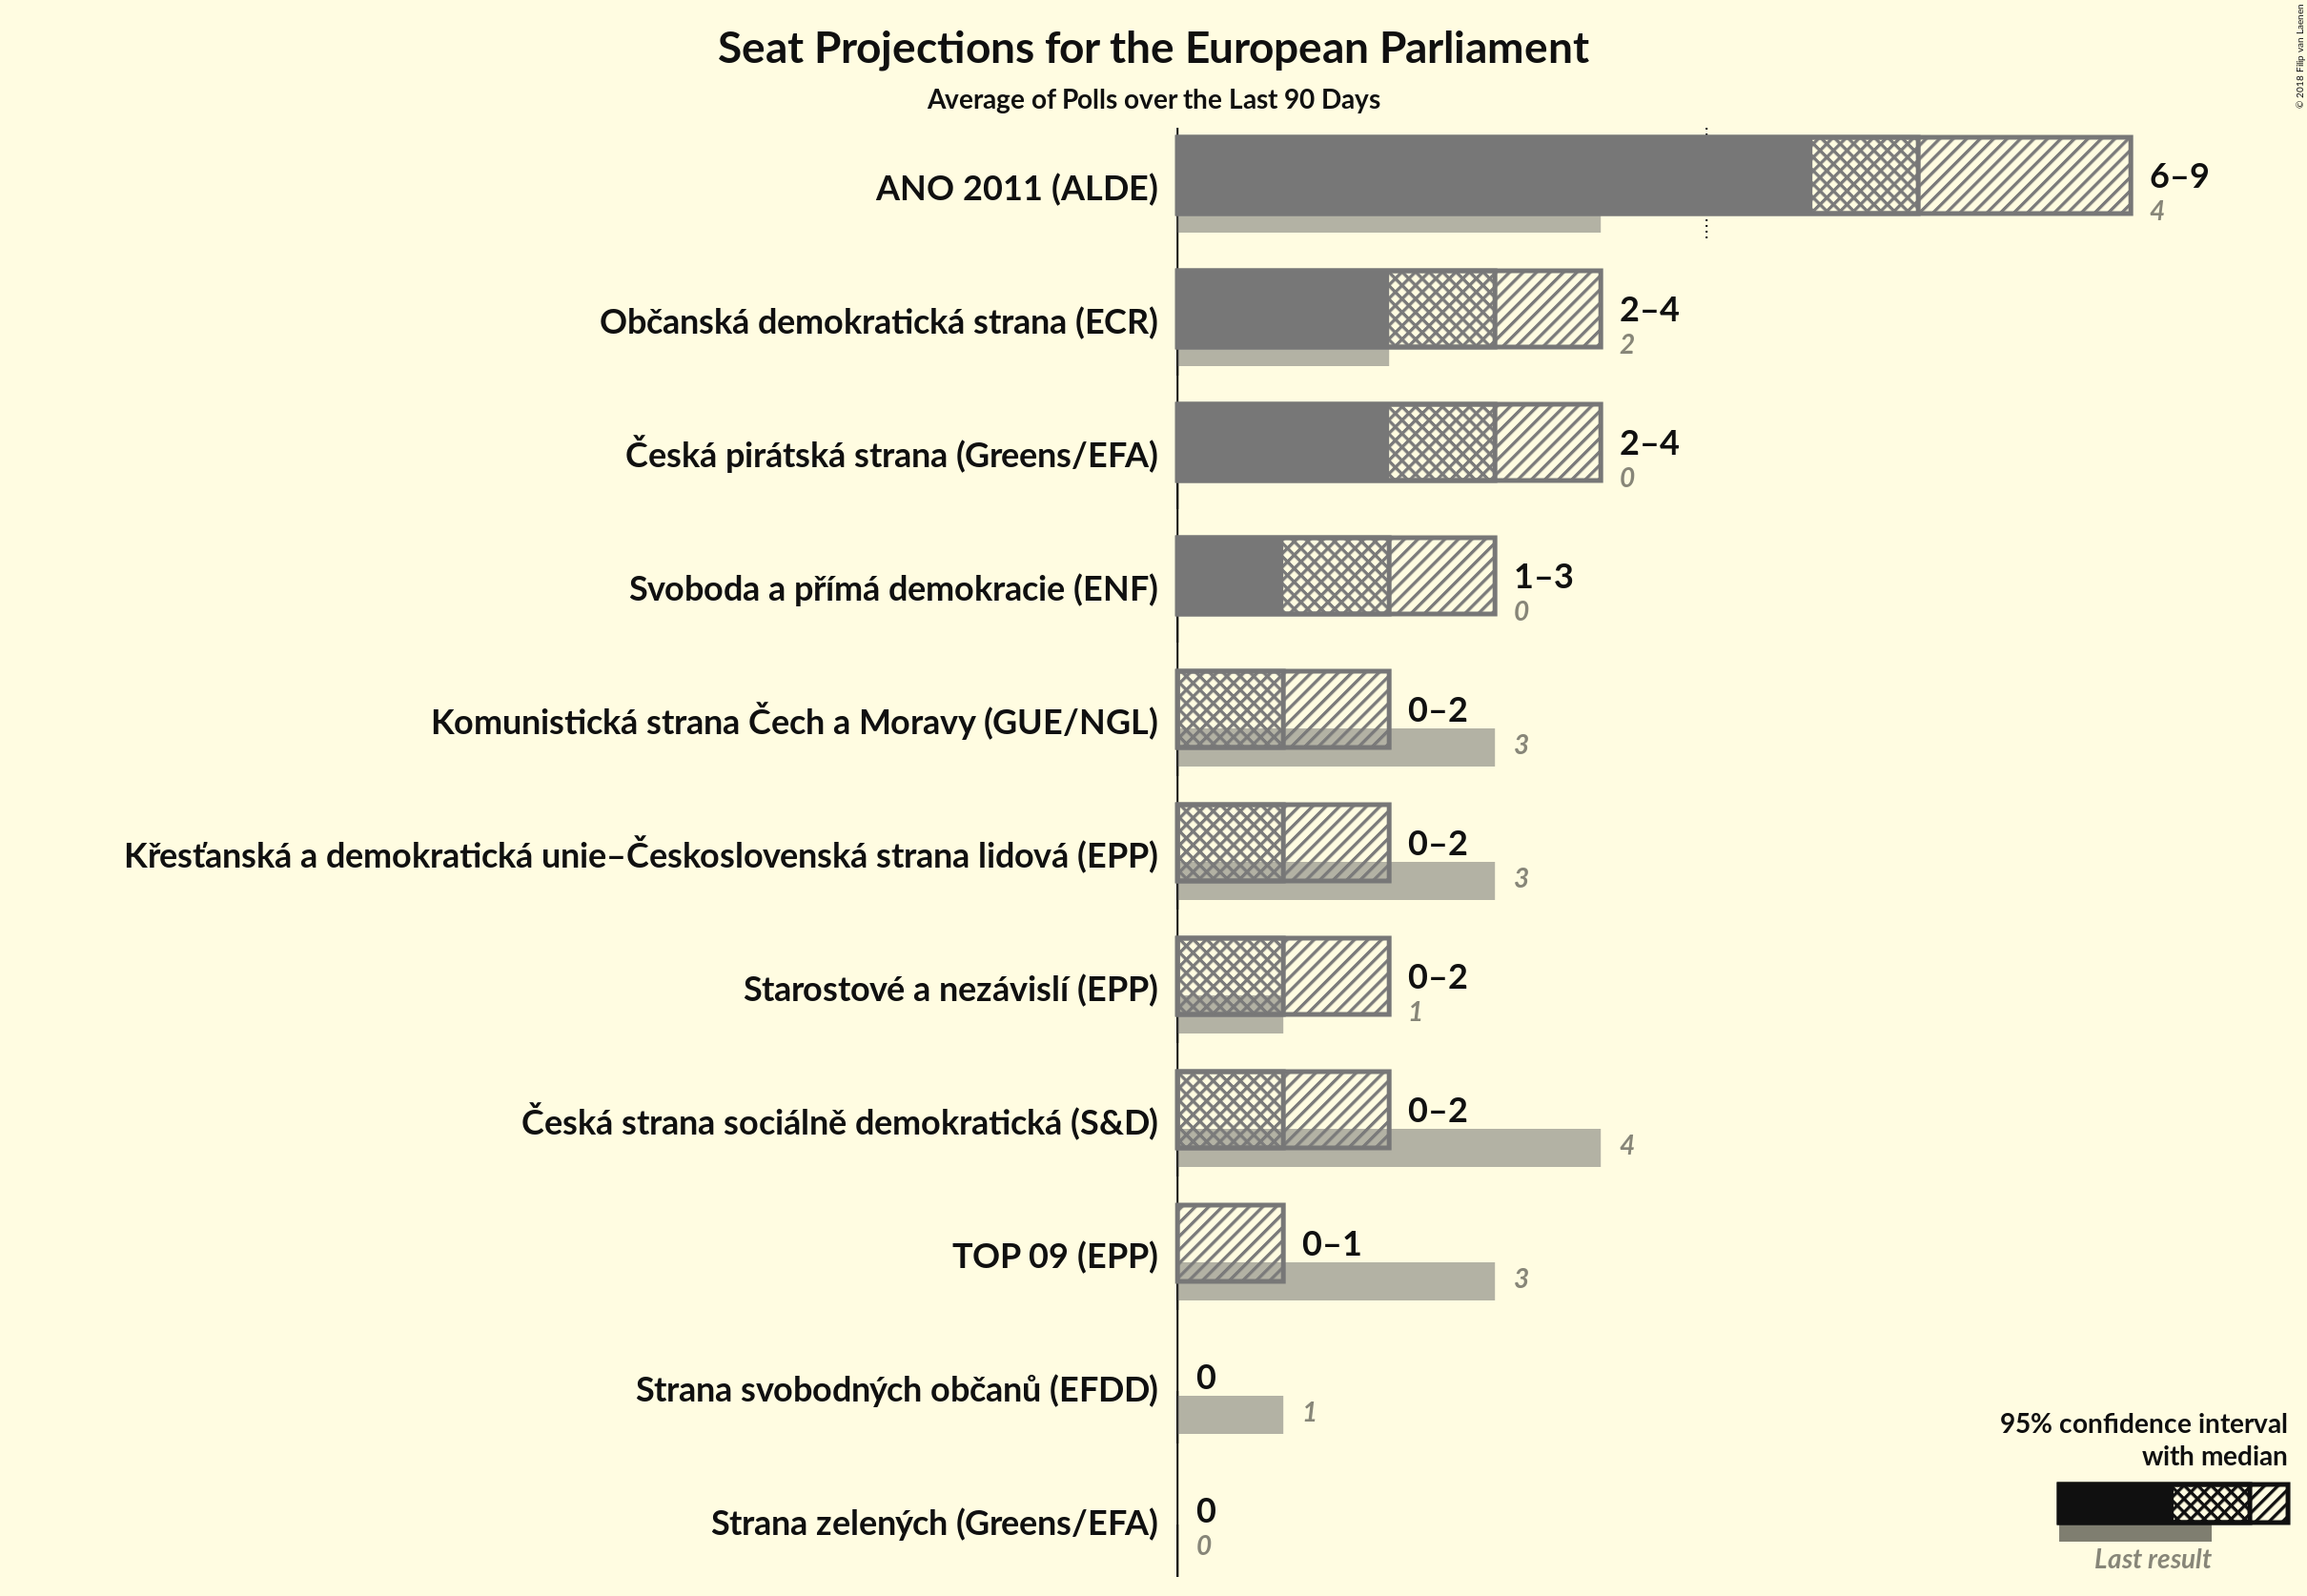 Seat Projections for the European Parliament
Average of Polls over the Last 90 Days
© 2018 Filip van Laenen
ANO 2011 (ALDE)
6–9
4
Občanská demokratická strana (ECR)
2–4
2
Česká pirátská strana (Greens/EFA)
2–4
0
Svoboda a přímá demokracie (ENF)
1–3
0
Komunistická strana Čech a Moravy (GUE/NGL)
0–2
3
Křesťanská a demokratická unie–Československá strana lidová (EPP)
0–2
3
Starostové a nezávislí (EPP)
0–2
1
Česká strana sociálně demokratická (S&D)
0–2
4
TOP 09 (EPP)
0–1
3
Strana svobodných občanů (EFDD)
0
1
Strana zelených (Greens/EFA)
0
0
95% confidence interval
with median
Last result